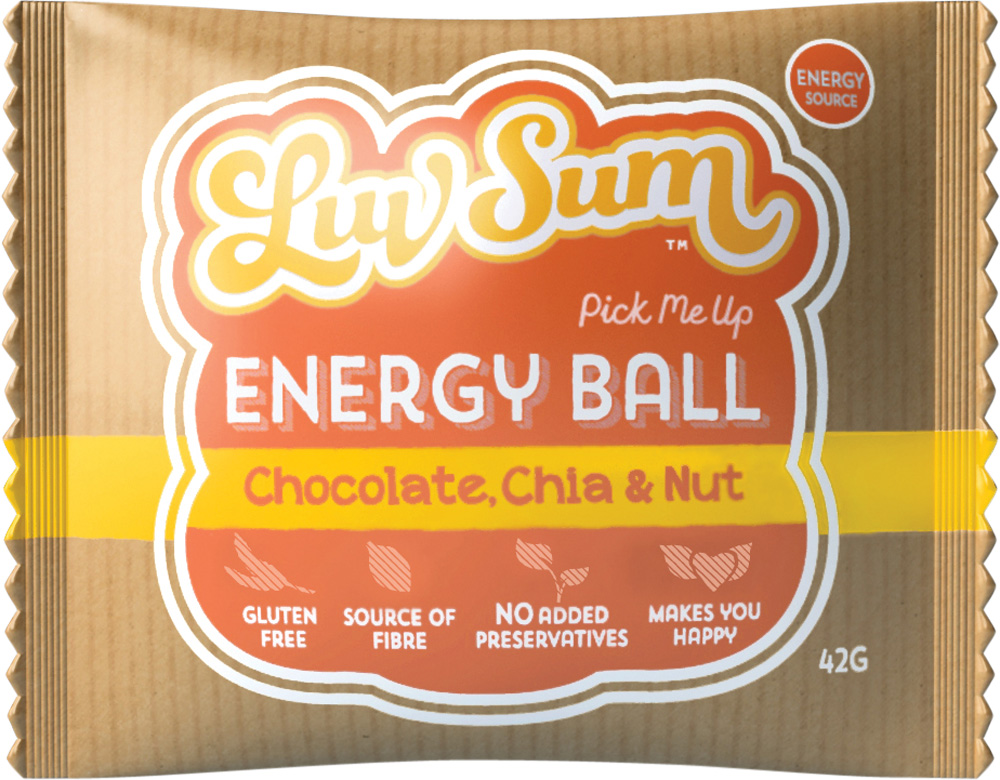 ENERGY
SOURCE
Luv Sum
™
Pick Me Up
ENERGY BALL
Chocolate, Chia & Nut
GLUTEN
FREE
SOURCE OF
FIBRE
NO ADDED
PRESERVATIVES
MAKES YOU
HAPPY
42G